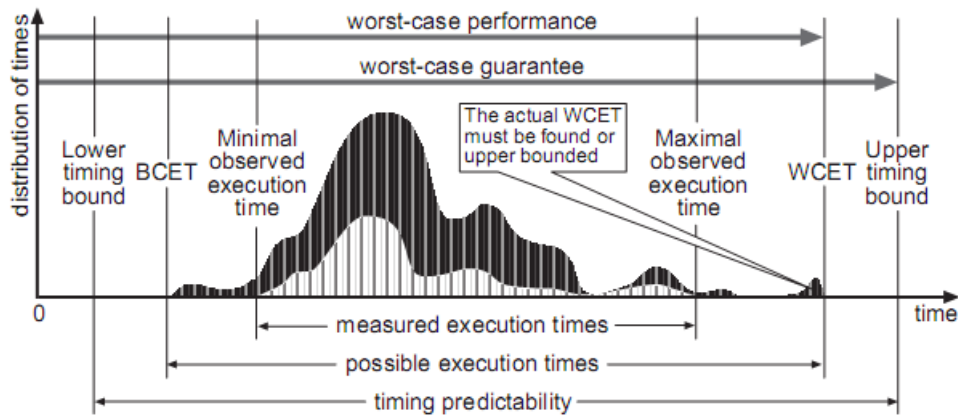 worst-case performance
worst-case guarantee
distribution of times
Lower
timing
bound
BCET
Minimal
observed
execution
time
The actual WCET
must be found or
upper bounded
Maximal
observed
execution
time
WCET
Upper
timing
bound
0
time
measured execution times
possible execution times
timing predictability